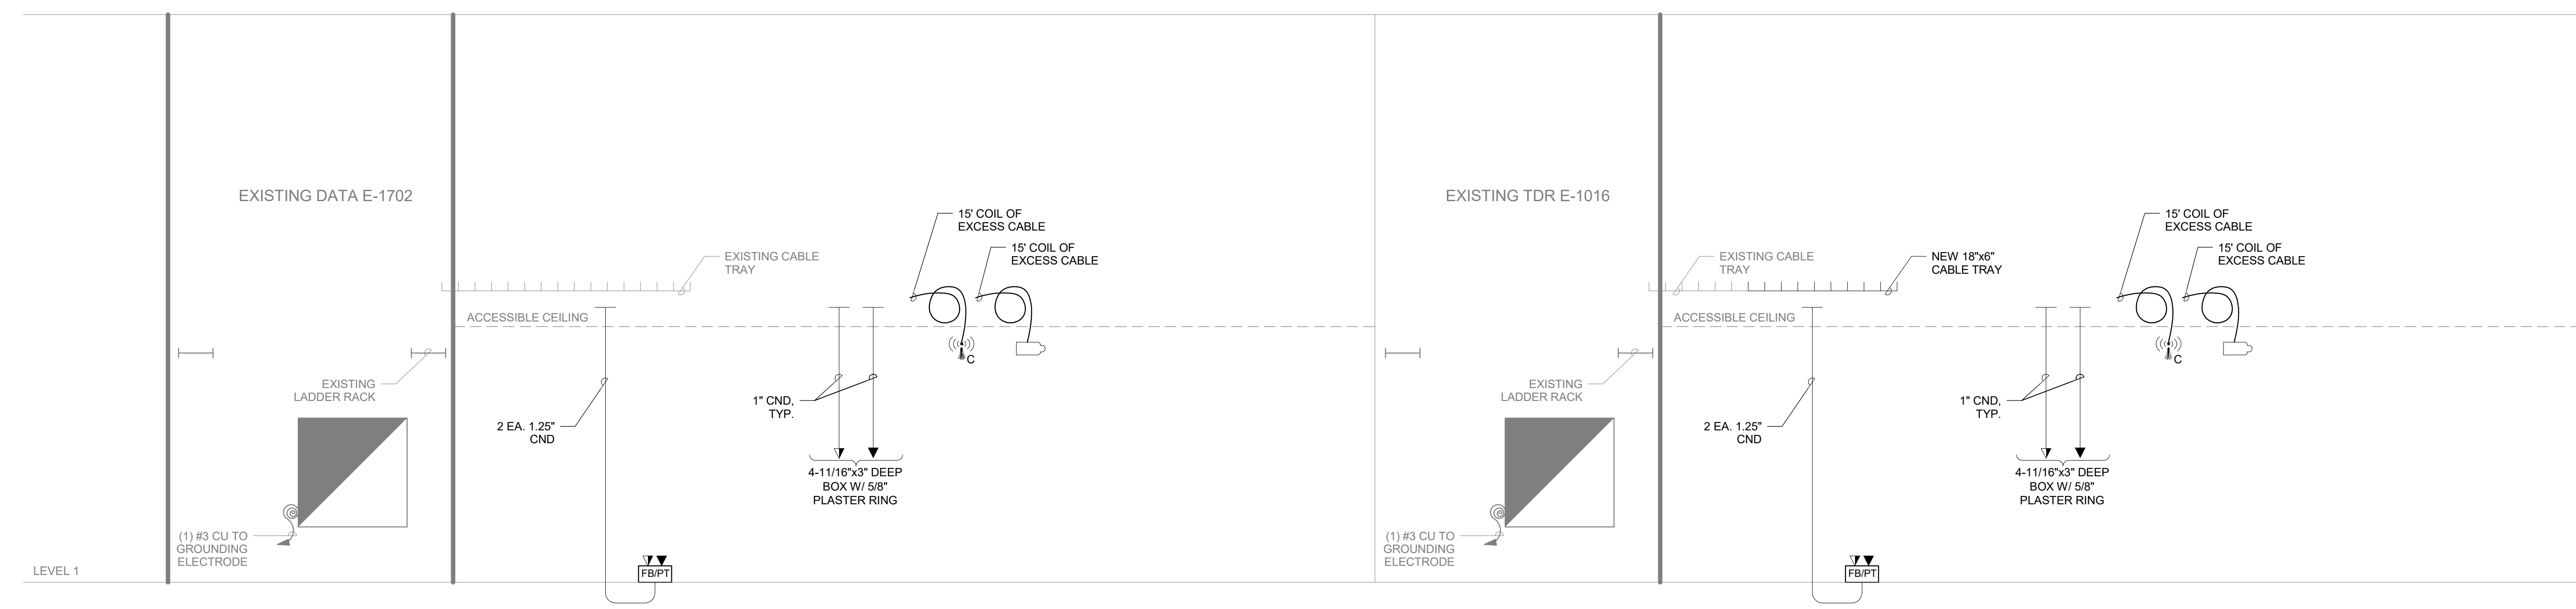 EXISTING DATA E-1702
EXISTING
LADDER RACK
(1) #3 CU TO
GROUNDING
ELECTRODE
LEVEL 1
EXISTING CABLE
TRAY
ACCESSIBLE CEILING
15' COIL OF
EXCESS CABLE
15' COIL OF
EXCESS CABLE
C
2 EA. 1.25"
CND
1" CND,
TYP.
4-11/16"x3" DEEP
BOX W/ 5/8"
PLASTER RING
FB/PT
EXISTING TDR E-1016
EXISTING
LADDER RACK
(1) #3 CU TO
GROUNDING
ELECTRODE
EXISTING CABLE
TRAY
NEW 18"x6"
CABLE TRAY
ACCESSIBLE CEILING
15' COIL OF
EXCESS CABLE
15' COIL OF
EXCESS CABLE
C
2 EA. 1.25"
CND
1" CND,
TYP.
4-11/16"x3" DEEP
BOX W/ 5/8"
PLASTER RING
FB/PT